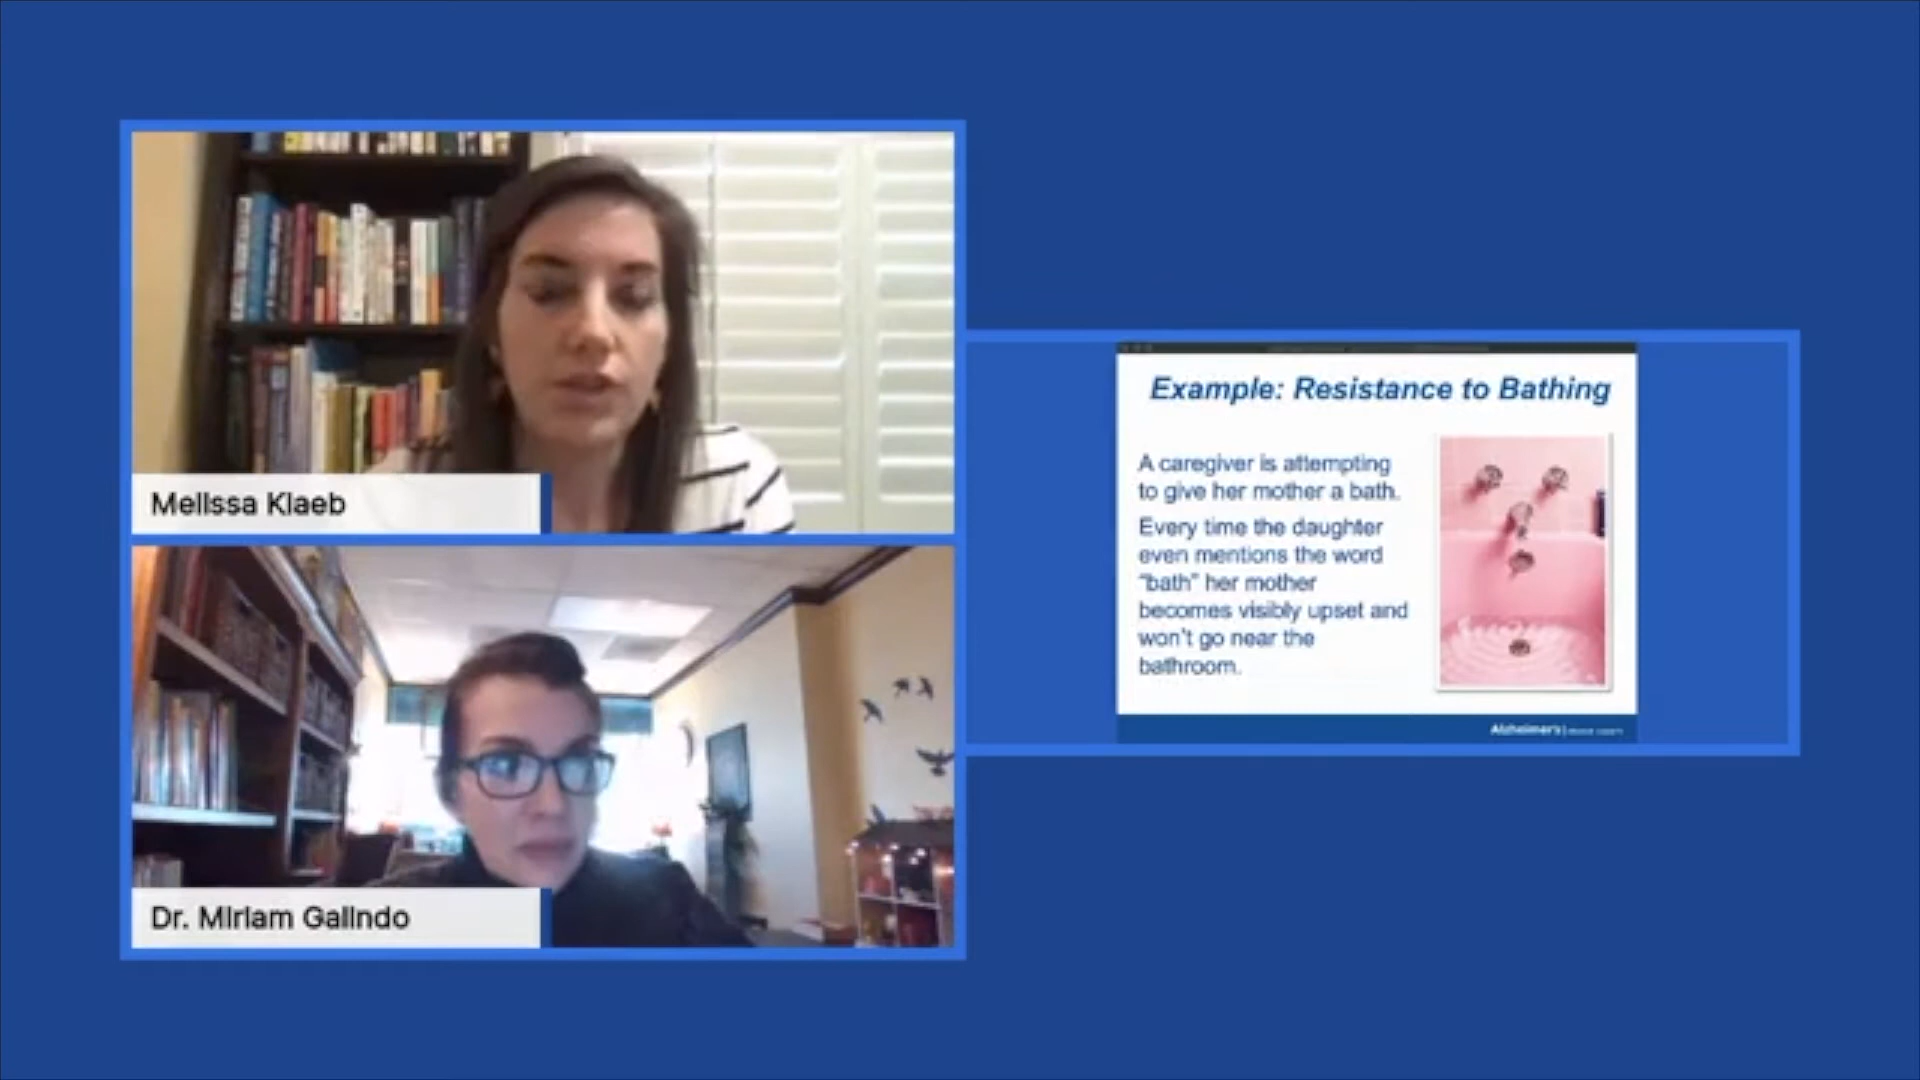 Melissa Klaeb
Dr. Miriam Galindo
Example: Resistance to Bathing
A caregiver is attempting
to give her mother a bath.
Every time the daughter
even mentions the word
“bath” her mother
becomes visibly upset and
won't go near the
bathroom.
Alzheimer's